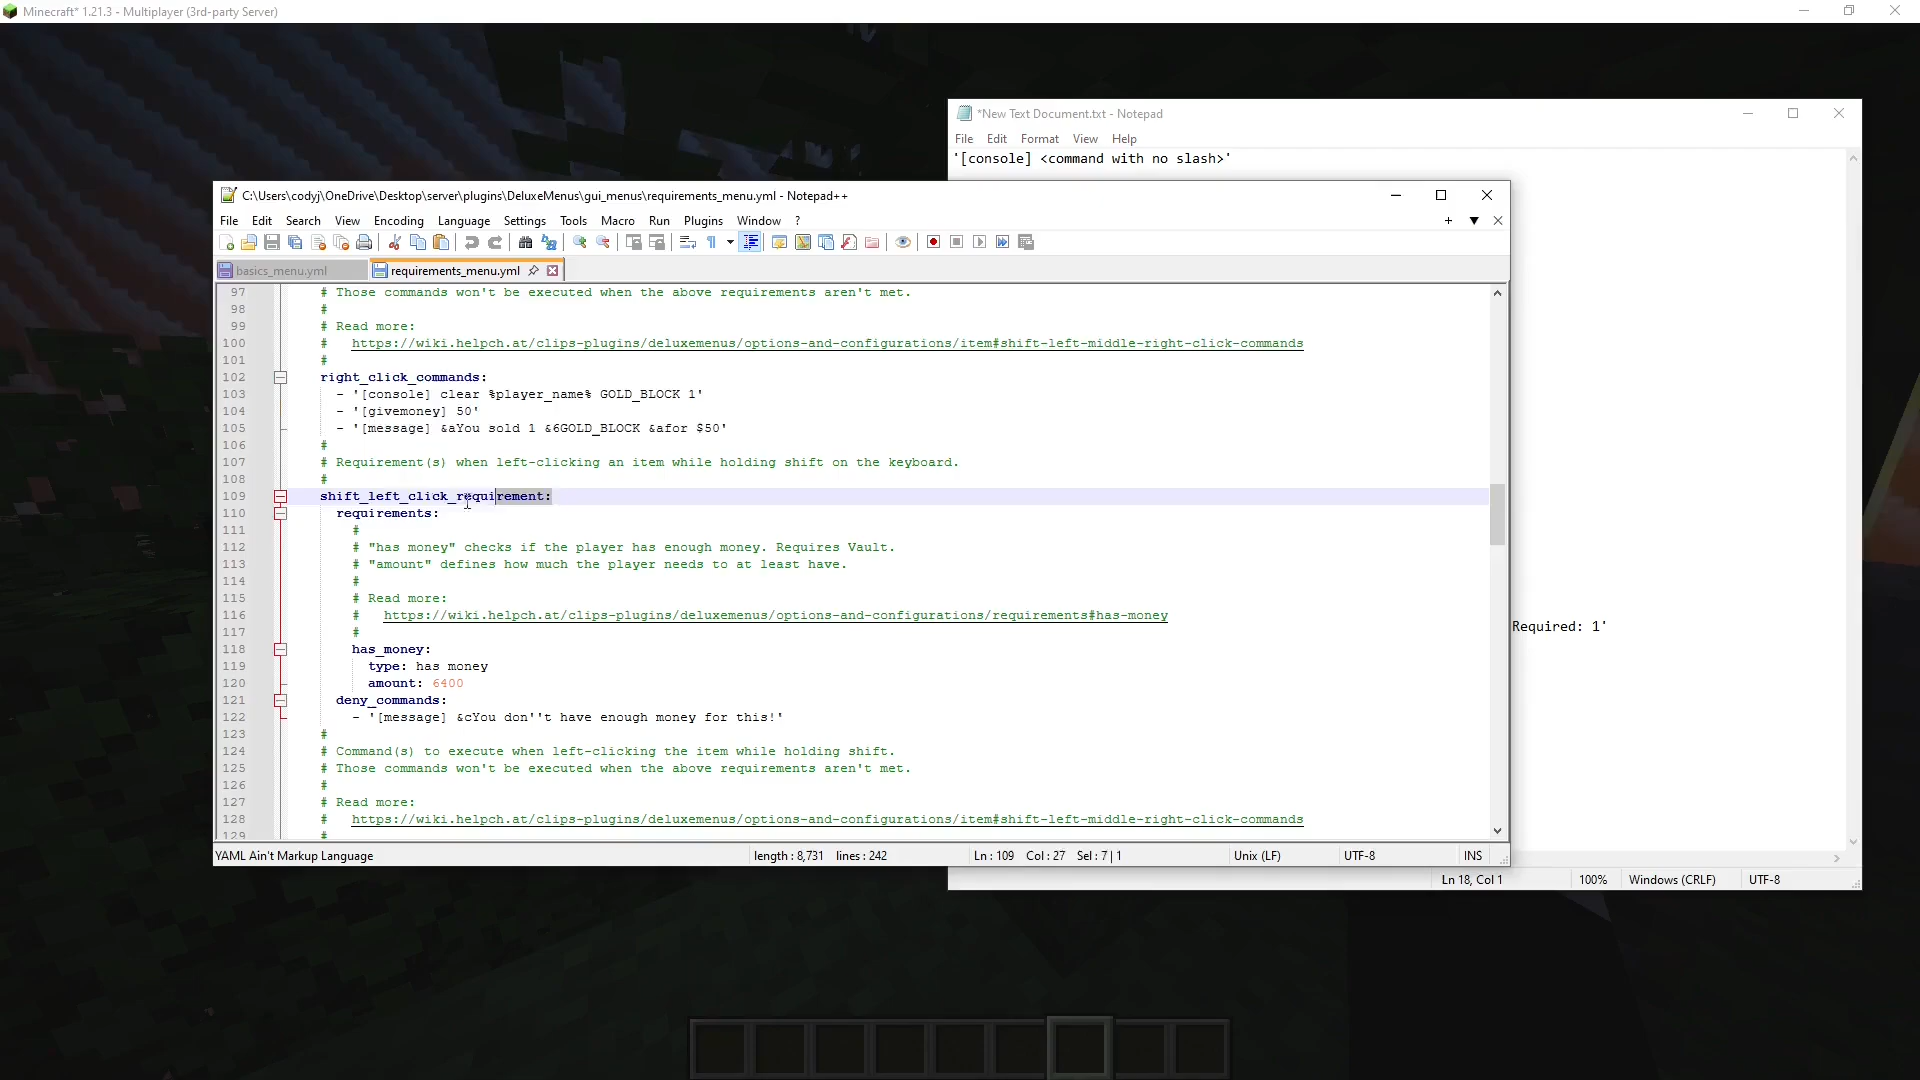 Minecraft* 1.21.3 - Multiplayer (3rd-party Server)
*New Text Document.txt - Notepad
File Edit Format View Help
'[console] <command with no slash>'
C:\Users\codyj\OneDrive\Desktop\server\plugins\DeluxeMenus\gui_menus\requirements_menu.yml - Notepad++
File Edit Search View Encoding Language Settings Tools Macro Run Plugins Window ?
basics_menu.yml requirements_menu.yml
97 # Those commands won't be executed when the above requirements aren't met.
98 #
99 # Read more:
100 # https://wiki.helpch.at/clips-plugins/deluxemenus/options-and-configurations/item#shift-left-middle-right-click-commands
101 #
102 right_click_commands:
103 - '[console] clear %player_name% GOLD_BLOCK 1'
104 - '[givemoney] 50'
105 - '[message] &aYou sold 1 &6GOLD_BLOCK &afor $50'
106 #
107 # Requirement(s) when left-clicking an item while holding shift on the keyboard.
108 #
109 shift_left_click_requirement:
110 requirements:
111 #
112 # "has money" checks if the player has enough money. Requires Vault.
113 # "amount" defines how much the player needs to at least have.
114 #
115 # Read more:
116 # https://wiki.helpch.at/clips-plugins/deluxemenus/options-and-configurations/requirements#has-money
117 #
118 has_money:
119 type: has money
120 amount: 6400
121 deny_commands:
122 - '[message] &cYou don''t have enough money for this!'
123 #
124 # Command(s) to execute when left-clicking the item while holding shift.
125 # Those commands won't be executed when the above requirements aren't met.
126 #
127 # Read more:
128 # https://wiki.helpch.at/clips-plugins/deluxemenus/options-and-configurations/item#shift-left-middle-right-click-commands
129 #
Required: 1'
YAML Ain't Markup Language length : 8,731 lines : 242 Ln : 109 Col : 27 Sel : 7 | 1 Unix (LF) UTF-8 INS
Ln 18, Col 1 100% Windows (CRLF) UTF-8